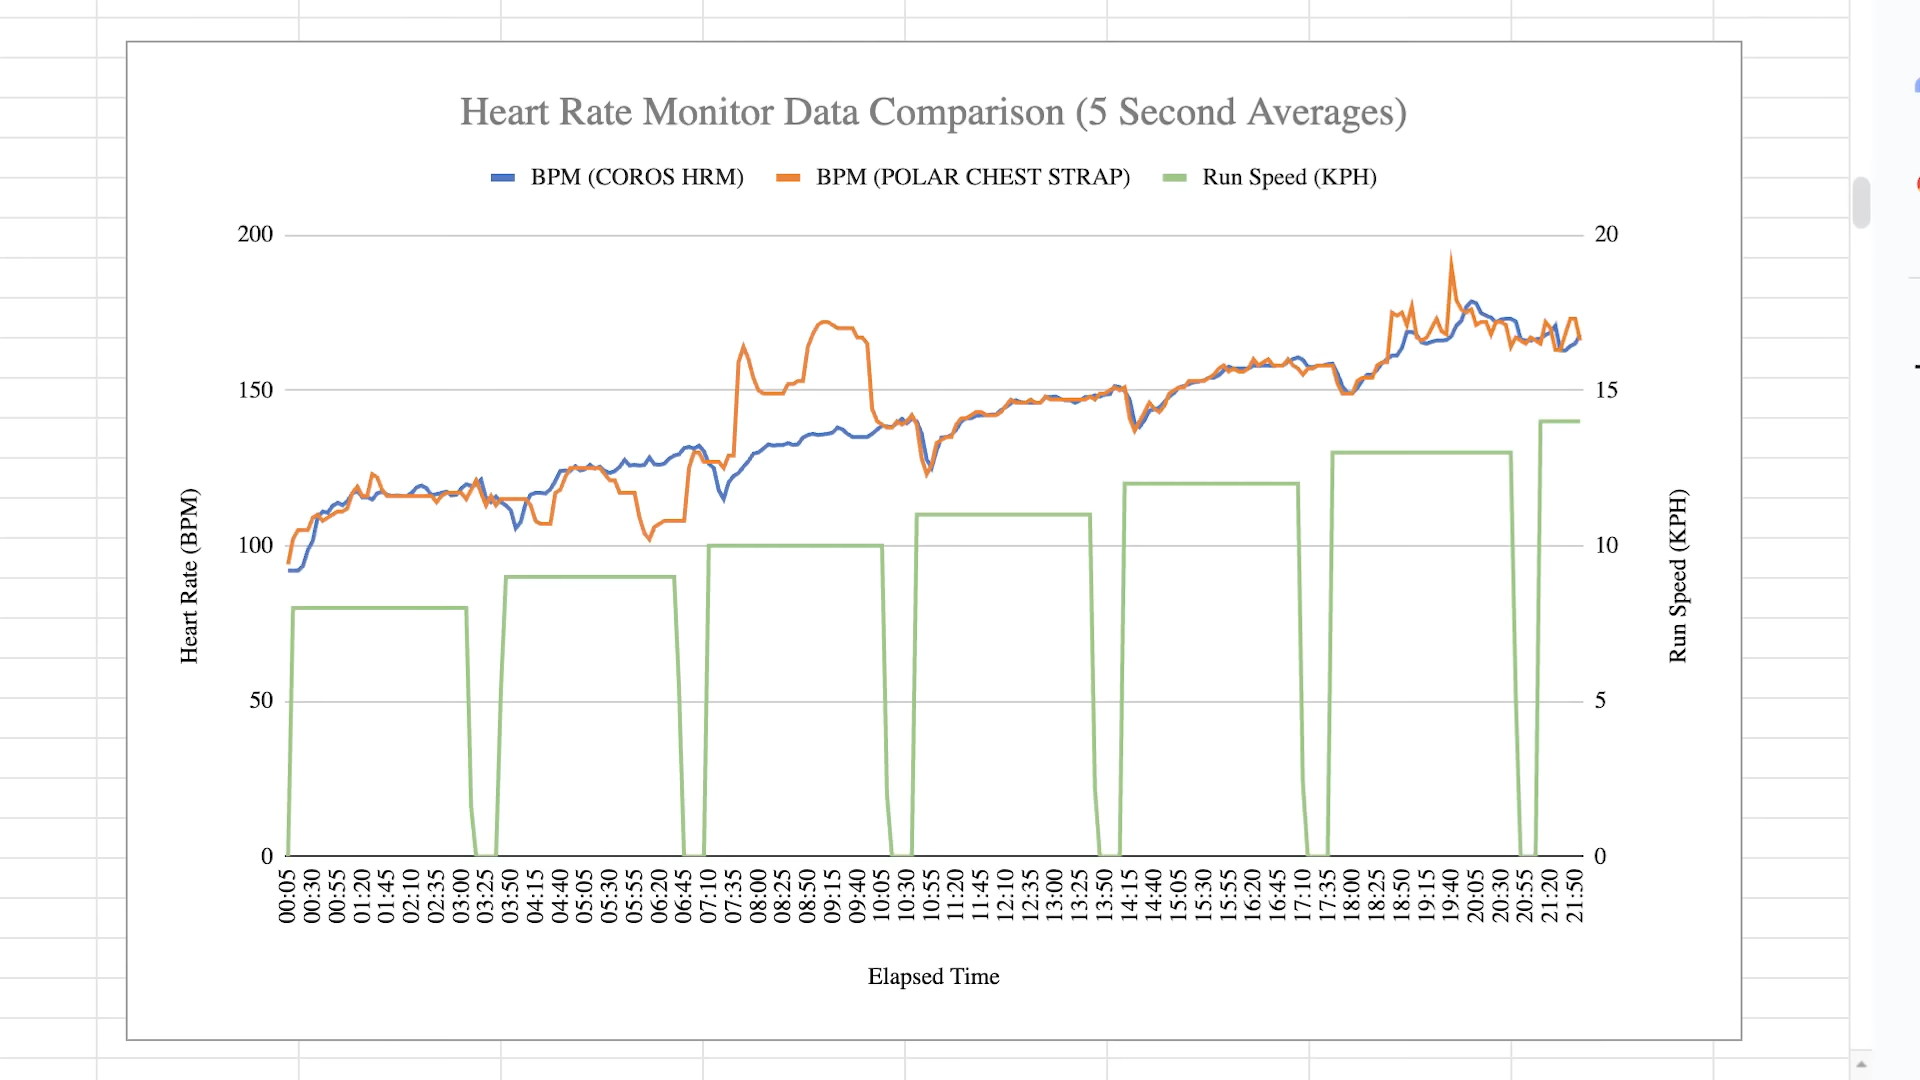 Heart Rate Monitor Data Comparison (5 Second Averages)
BPM (COROS HRM) BPM (POLAR CHEST STRAP) Run Speed (KPH)
200 20
150 15
100 10
50 5
0 0
Heart Rate (BPM)
Run Speed (KPH)
00:05 00:30 00:55 01:20 01:45 02:10 02:35 03:00 03:25 03:50 04:15 04:40 05:05 05:30 05:55 06:20 06:45 07:10 07:35 08:00 08:25 08:50 09:15 09:40 10:05 10:30 10:55 11:20 11:45 12:10 12:35 13:00 13:25 13:50 14:15 14:40 15:05 15:30 15:55 16:20 16:45 17:10 17:35 18:00 18:25 18:50 19:15 19:40 20:05 20:30 20:55 21:20 21:50
Elapsed Time